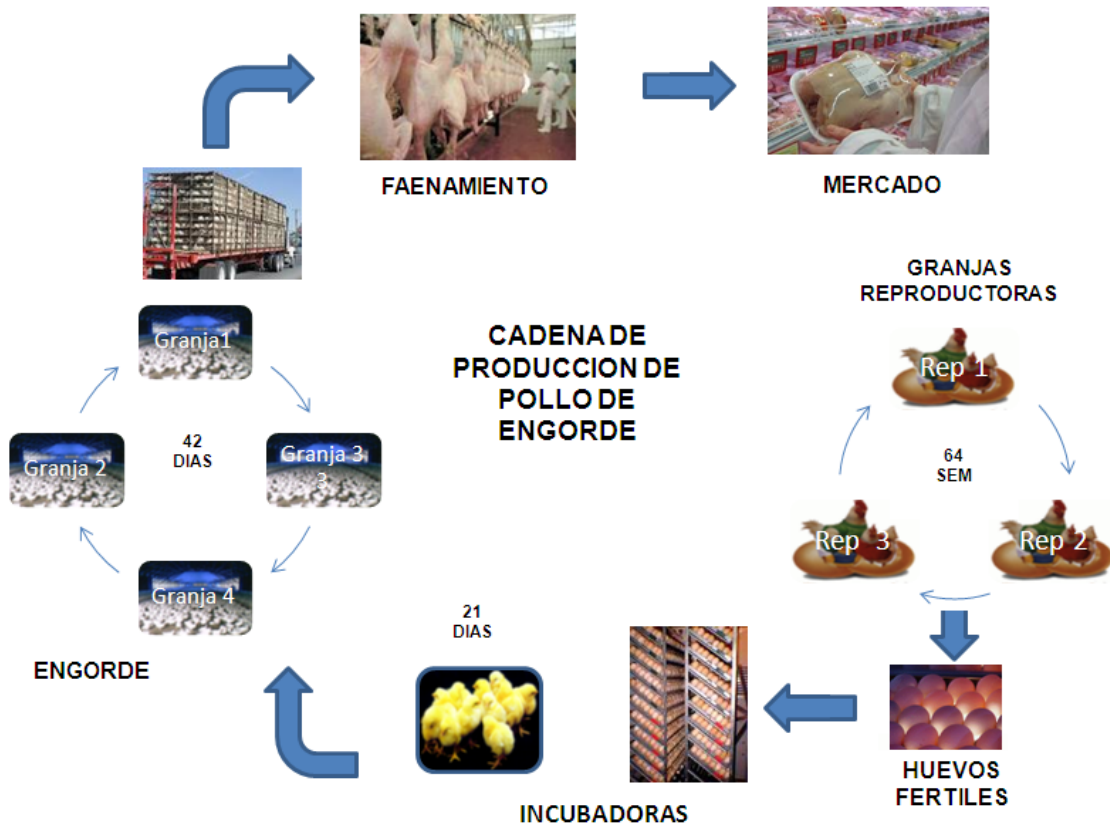 FAENAMIENTO
MERCADO
GRANJAS
REPRODUCTORAS
CADENA DE
PRODUCCION DE
POLLO DE
ENGORDE
Granja1
Granja 2
42
DIAS
Granja 3
3
Granja 4
ENGORDE
Rep 1
64
SEM
Rep 3
Rep 2
21
DIAS
INCUBADORAS
HUEVOS
FERTILES